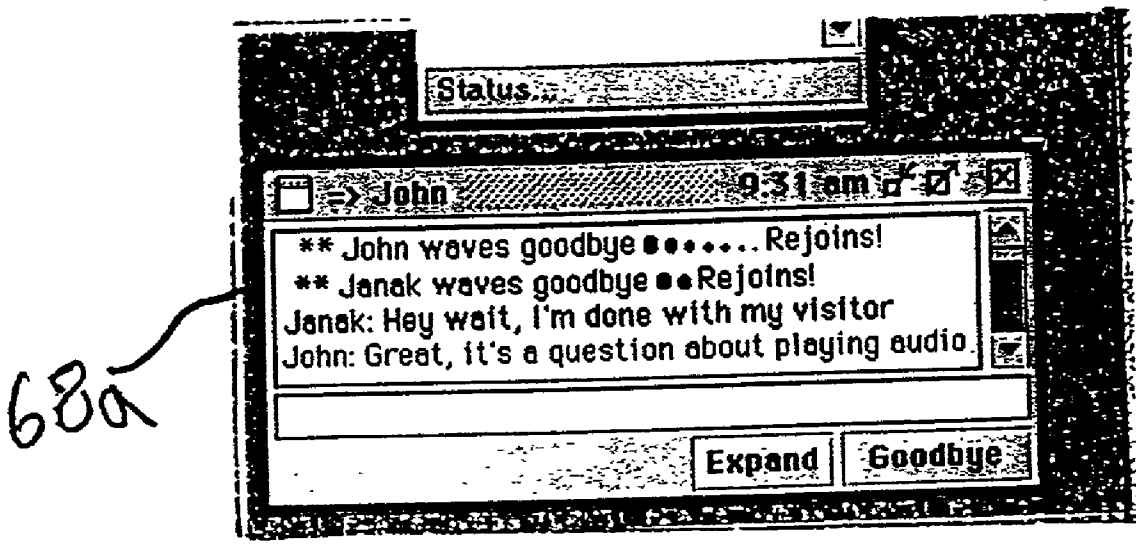 Status...
=> John 9:31 am
** John waves goodbye ●●●●●●●Rejoins!
** Janak waves goodbye ●●Rejoins!
Janak: Hey wait, I'm done with my visitor
John: Great, it's a question about playing audio.
68a
Expand Goodbye